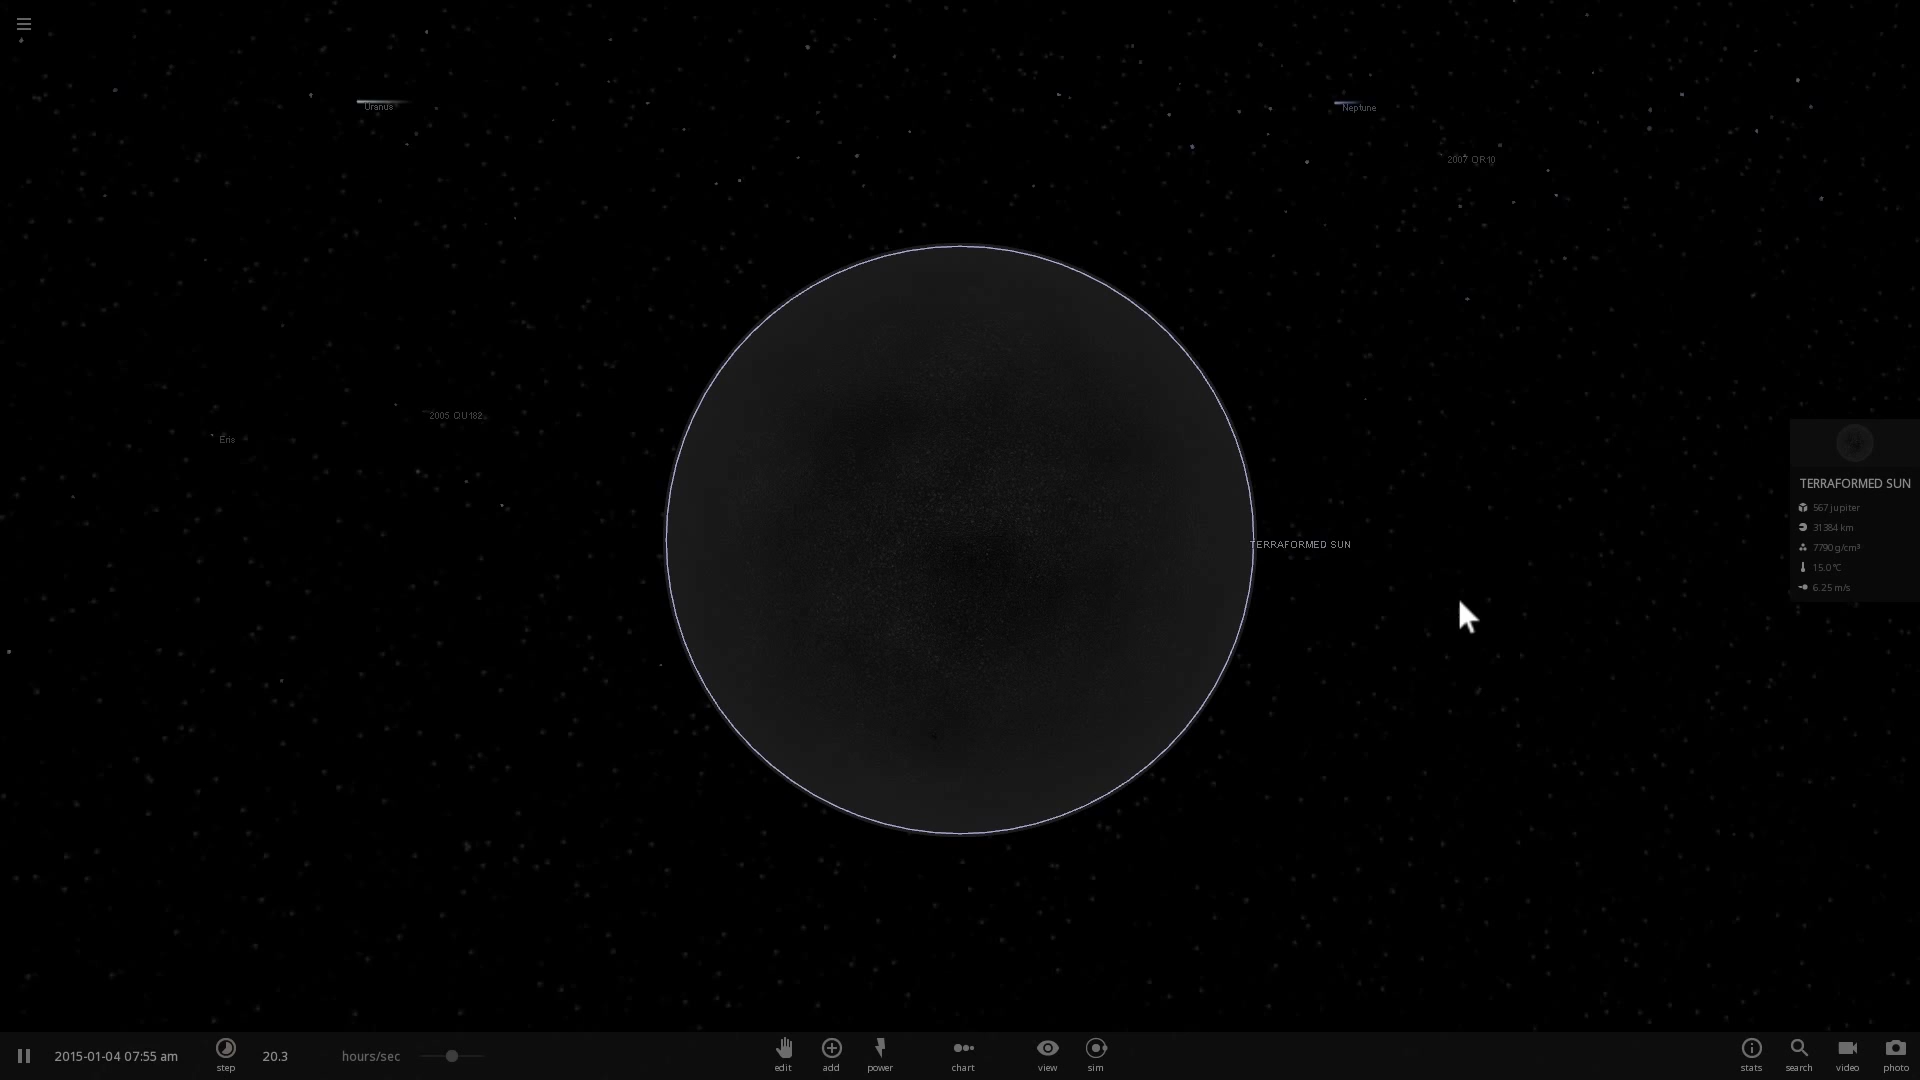 Uranus
Neptune
2007 OR10
2005 QU182
Eris
TERRAFORMED SUN
TERRAFORMED SUN
567 jupiter
31384 km
7790 g/cm³
15.0 °C
6.25 m/s
2015-01-04 07:55 am
step
20.3
hours/sec
edit
add
power
chart
view
sim
stats
search
video
photo